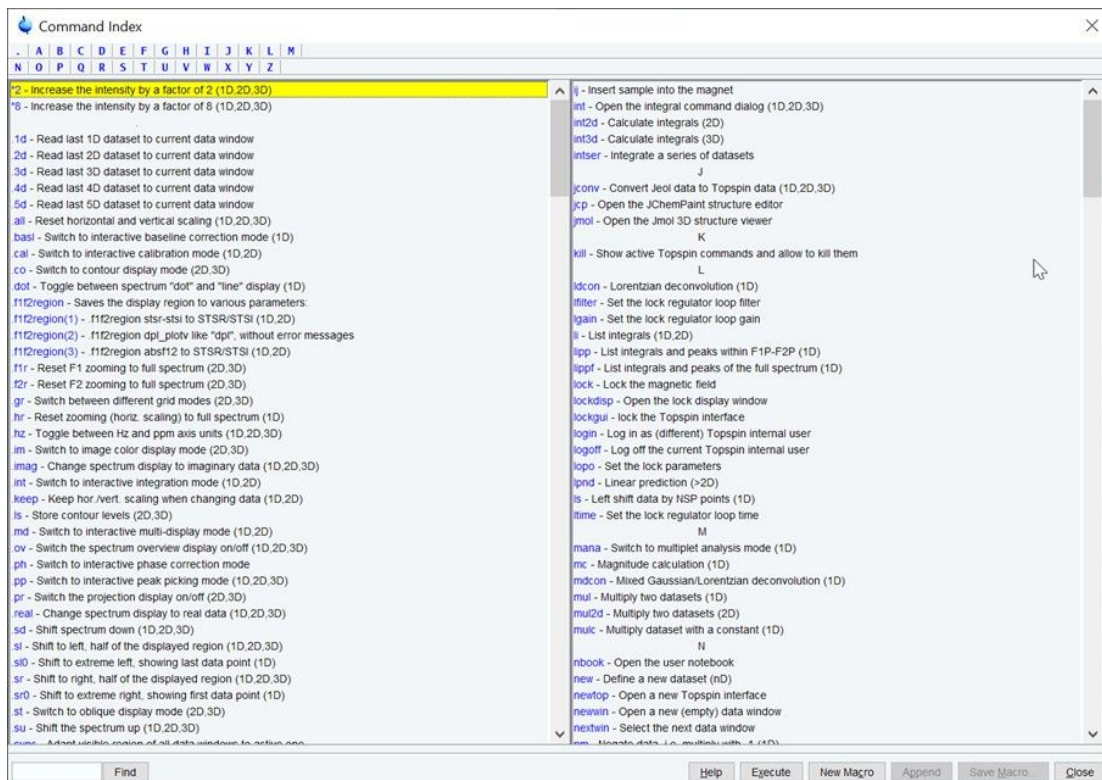 Command Index
. A B C D E F G H I J K L M
N O P Q R S T U V W X Y Z
*2 - Increase the intensity by a factor of 2 (1D,2D,3D)
*8 - Increase the intensity by a factor of 8 (1D,2D,3D)
.
.1d - Read last 1D dataset to current data window
.2d - Read last 2D dataset to current data window
.3d - Read last 3D dataset to current data window
.4d - Read last 4D dataset to current data window
.5d - Read last 5D dataset to current data window
.all - Reset horizontal and vertical scaling (1D,2D,3D)
.basl - Switch to interactive baseline correction mode (1D)
.cal - Switch to interactive calibration mode (1D,2D)
.co - Switch to contour display mode (2D,3D)
.dot - Toggle between spectrum "dot" and "line" display (1D)
.f1f2region - Saves the display region to various parameters:
.f1f2region(1) - .f1f2region stsr-stsi to STSR/STSI (1D,2D)
.f1f2region(2) - .f1f2region dpl_plotv like "dpl", without error messages
.f1f2region(3) - .f1f2region absf12 to STSR/STSI (1D,2D)
.f1r - Reset F1 zooming to full spectrum (2D,3D)
.f2r - Reset F2 zooming to full spectrum (2D,3D)
.gr - Switch between different grid modes (2D,3D)
.hr - Reset zooming (horiz. scaling) to full spectrum (1D)
.hz - Toggle between Hz and ppm axis units (1D,2D,3D)
.im - Switch to image color display mode (2D,3D)
.imag - Change spectrum display to imaginary data (1D,2D,3D)
.int - Switch to interactive integration mode (1D,2D)
.keep - Keep hor./vert. scaling when changing data (1D,2D)
.ls - Store contour levels (2D,3D)
.md - Switch to interactive multi-display mode (1D,2D)
.ov - Switch the spectrum overview display on/off (1D,2D,3D)
.ph - Switch to interactive phase correction mode
.pp - Switch to interactive peak picking mode (1D,2D,3D)
.pr - Switch the projection display on/off (2D,3D)
.real - Change spectrum display to real data (1D,2D,3D)
.sd - Shift spectrum down (1D,2D,3D)
.sl - Shift to left, half of the displayed region (1D,2D,3D)
.sl0 - Shift to extreme left, showing last data point (1D)
.sr - Shift to right, half of the displayed region (1D,2D,3D)
.sr0 - Shift to extreme right, showing first data point (1D)
.st - Switch to oblique display mode (2D,3D)
.su - Shift the spectrum up (1D,2D,3D)
.sync - Adapt visible region of all data windows to active one
ij - Insert sample into the magnet
int - Open the integral command dialog (1D,2D,3D)
int2d - Calculate integrals (2D)
int3d - Calculate integrals (3D)
intser - Integrate a series of datasets
J
jconv - Convert Jeol data to Topspin data (1D,2D,3D)
jcp - Open the JChemPaint structure editor
jmol - Open the Jmol 3D structure viewer
K
kill - Show active Topspin commands and allow to kill them
L
ldcon - Lorentzian deconvolution (1D)
lfilter - Set the lock regulator loop filter
lgain - Set the lock regulator loop gain
li - List integrals (1D,2D)
lipp - List integrals and peaks within F1P-F2P (1D)
lippf - List integrals and peaks of the full spectrum (1D)
lock - Lock the magnetic field
lockdisp - Open the lock display window
lockgui - lock the Topspin interface
login - Log in as (different) Topspin internal user
logoff - Log off the current Topspin internal user
lopo - Set the lock parameters
lpnd - Linear prediction (>2D)
ls - Left shift data by NSP points (1D)
ltime - Set the lock regulator loop time
M
mana - Switch to multiplet analysis mode (1D)
mc - Magnitude calculation (1D)
mdcon - Mixed Gaussian/Lorentzian deconvolution (1D)
mul - Multiply two datasets (1D)
mul2d - Multiply two datasets (2D)
mulc - Multiply dataset with a constant (1D)
N
nbook - Open the user notebook
new - Define a new dataset (nD)
newtop - Open a new Topspin interface
newwin - Open a new (empty) data window
nextwin - Select the next data window
nm - Negate data, i.e. multiply with -1 (1D)
Find
Help Execute New Macro Append Save Macro... Close